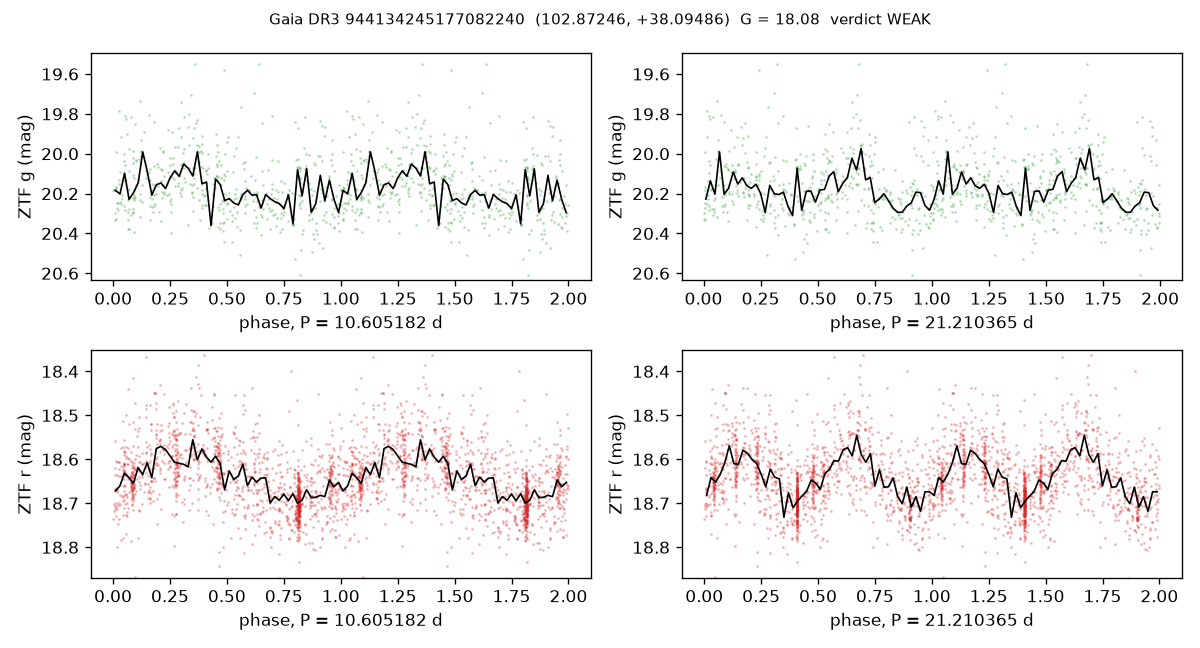 Gaia DR3 944134245177082240 (102.87246, +38.09486) G = 18.08 verdict WEAK
ZTF g (mag)
19.6
19.8
20.0
20.2
20.4
20.6
0.00 0.25 0.50 0.75 1.00 1.25 1.50 1.75 2.00
phase, P = 10.605182 d
ZTF g (mag)
19.6
19.8
20.0
20.2
20.4
20.6
0.00 0.25 0.50 0.75 1.00 1.25 1.50 1.75 2.00
phase, P = 21.210365 d
ZTF r (mag)
18.4
18.5
18.6
18.7
18.8
0.00 0.25 0.50 0.75 1.00 1.25 1.50 1.75 2.00
phase, P = 10.605182 d
ZTF r (mag)
18.4
18.5
18.6
18.7
18.8
0.00 0.25 0.50 0.75 1.00 1.25 1.50 1.75 2.00
phase, P = 21.210365 d